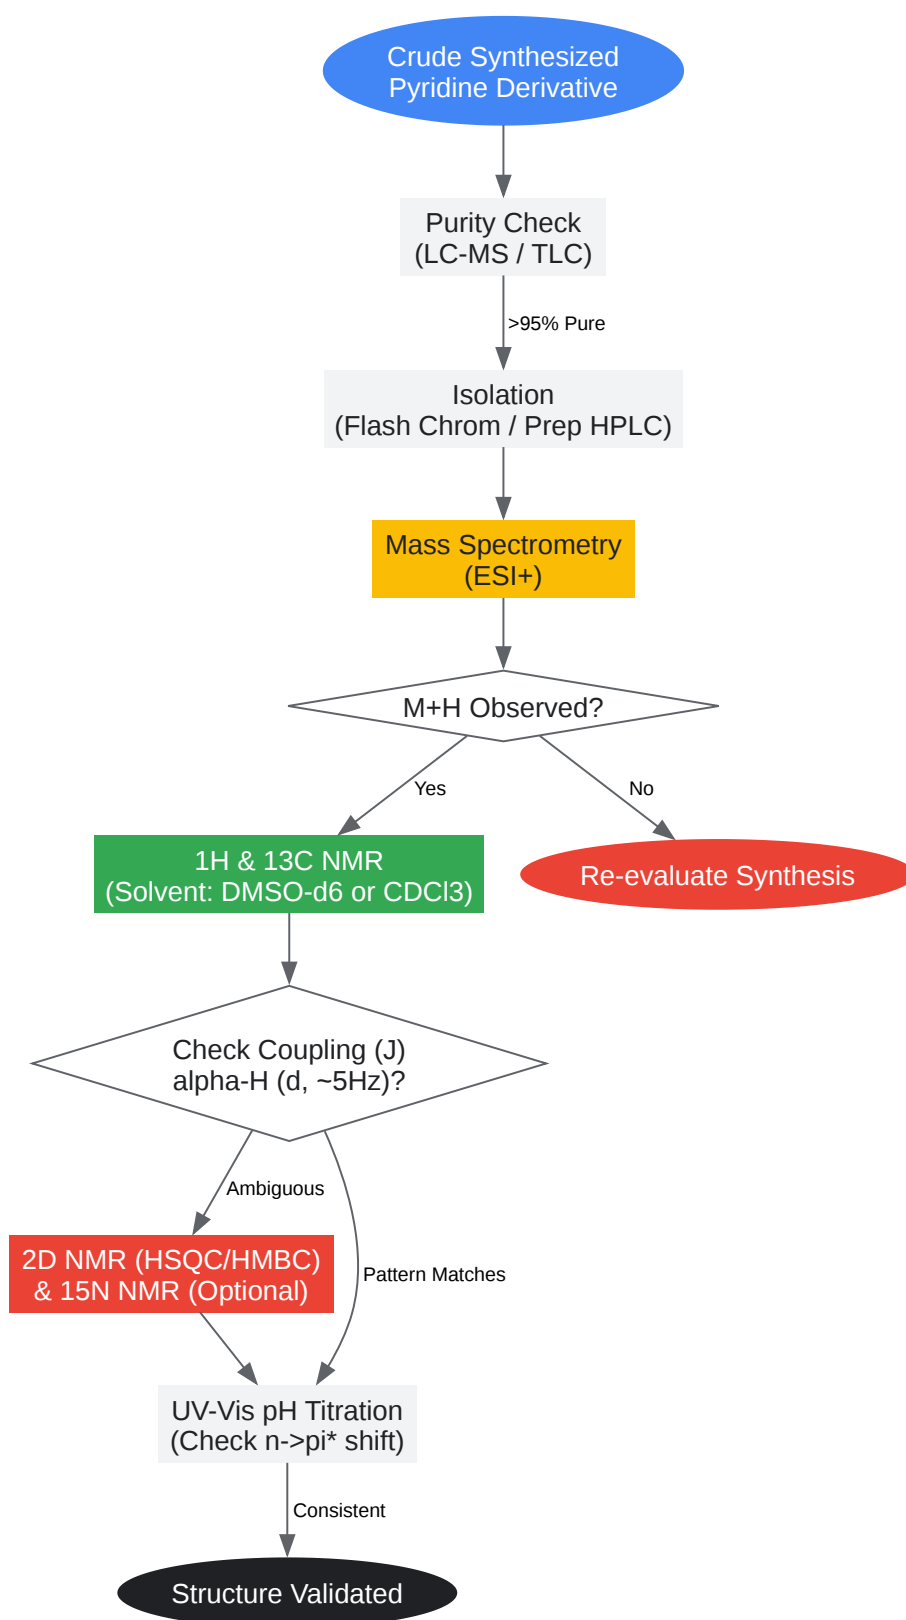 Crude Synthesized
Pyridine Derivative
Purity Check
(LC-MS / TLC)
>95% Pure
Isolation
(Flash Chrom / Prep HPLC)
Mass Spectrometry
(ESI+)
M+H Observed?
Yes
No
1H & 13C NMR
(Solvent: DMSO-d6 or CDCl3)
Re-evaluate Synthesis
Check Coupling (J)
alpha-H (d, ~5Hz)?
Ambiguous
2D NMR (HSQC/HMBC)
& 15N NMR (Optional)
Pattern Matches
UV-Vis pH Titration
(Check n->pi* shift)
Consistent
Structure Validated